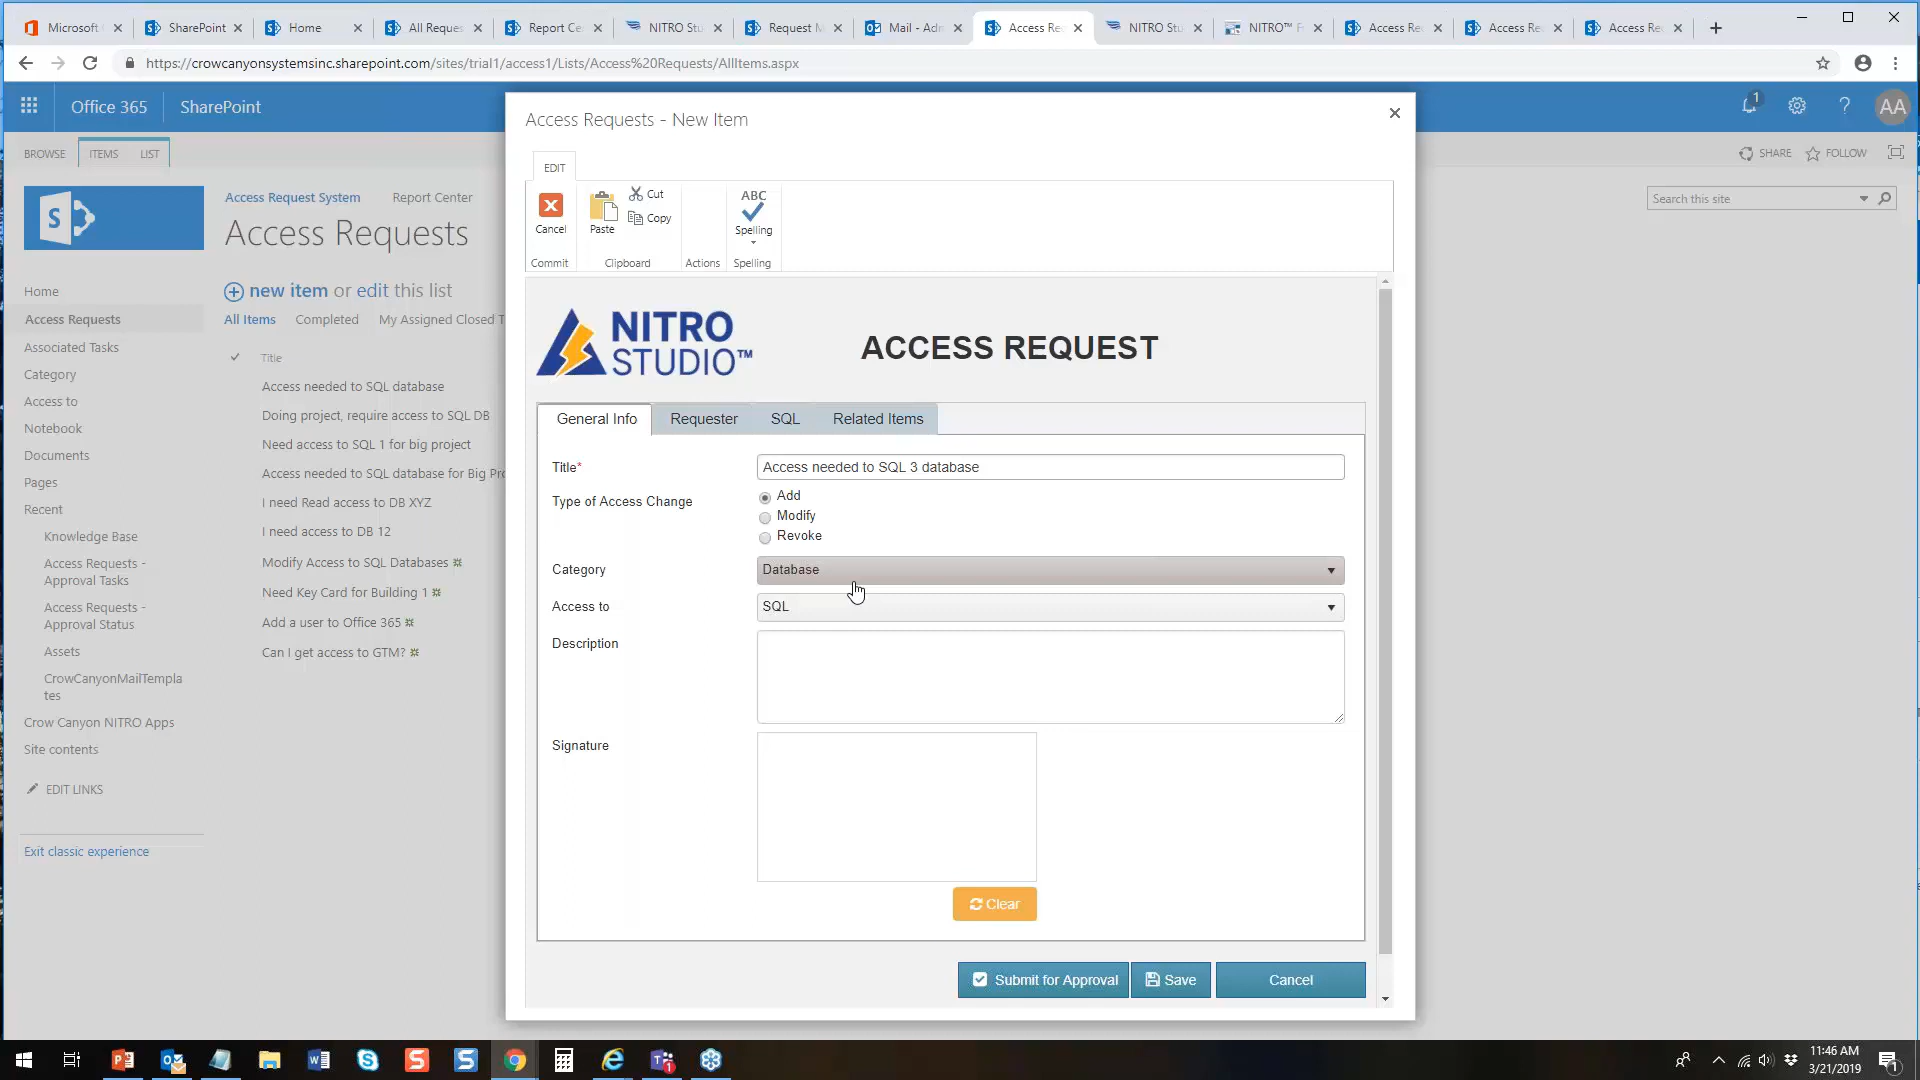 Microsoft
SharePoint
Home
All Reques
Report Ce
NITRO Stu
Request M
Mail - Adn
Access Re
NITRO Stu
NITRO™ F
Access Re
Access Re
Access Re
https://crowcanyonsystemsinc.sharepoint.com/sites/trial1/access1/Lists/Access%20Requests/AllItems.aspx
Office 365
SharePoint
1
?
AA
BROWSE
ITEMS
LIST
SHARE
FOLLOW
Access Request System
Report Center
Access Requests
Search this site
new item or edit this list
All Items
Completed
My Assigned Closed T
Title
Access needed to SQL database
Doing project, require access to SQL DB
Need access to SQL 1 for big project
Access needed to SQL database for Big Pro
I need Read access to DB XYZ
I need access to DB 12
Modify Access to SQL Databases
Need Key Card for Building 1
Add a user to Office 365
Can I get access to GTM?
Home
Access Requests
Associated Tasks
Category
Access to
Notebook
Documents
Pages
Recent
Knowledge Base
Access Requests -
Approval Tasks
Access Requests -
Approval Status
Assets
CrowCanyonMailTempla
tes
Crow Canyon NITRO Apps
Site contents
EDIT LINKS
Exit classic experience
Access Requests - New Item
EDIT
Cancel
Commit
Paste
Cut
Copy
Clipboard
Actions
ABC
Spelling
Spelling
NITRO
STUDIO™
ACCESS REQUEST
General Info
Requester
SQL
Related Items
Title*
Access needed to SQL 3 database
Type of Access Change
Add
Modify
Revoke
Category
Database
Access to
SQL
Description
Signature
Clear
Submit for Approval
Save
Cancel
11:46 AM
3/21/2019
1